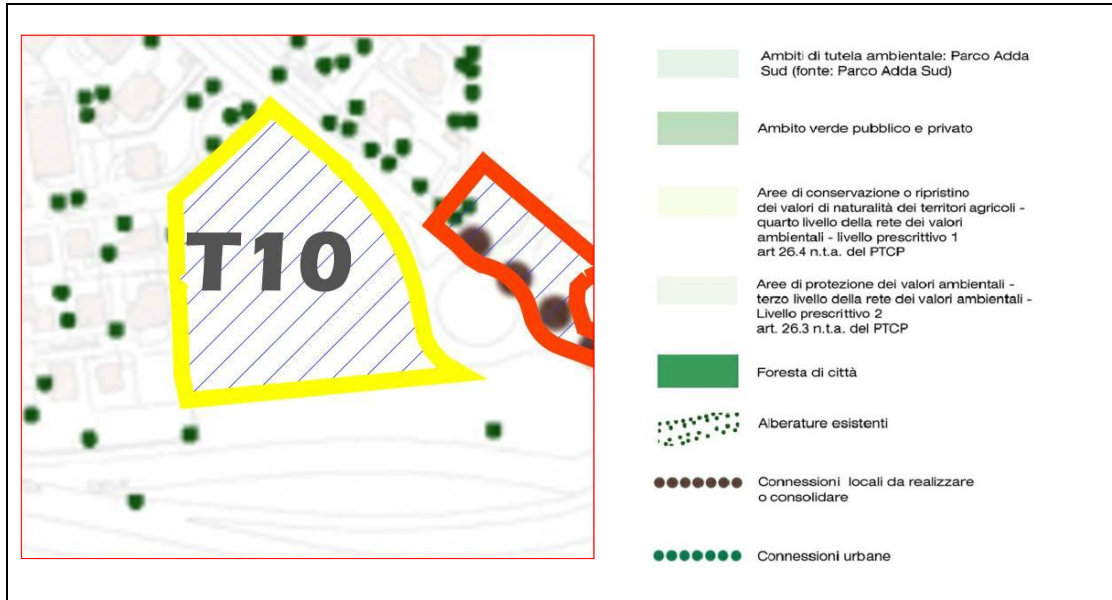 T10
Ambiti di tutela ambientale: Parco Adda
Sud (fonte: Parco Adda Sud)
Ambito verde pubblico e privato
Aree di conservazione o ripristino
dei valori di naturalità dei territori agricoli -
quarto livello della rete dei valori
ambientali - livello prescrittivo 1
art 26.4 n.t.a. del PTCP
Aree di protezione dei valori ambientali -
terzo livello della rete dei valori ambientali -
Livello prescrittivo 2
art. 26.3 n.t.a. del PTCP
Foresta di città
Alberature esistenti
Connessioni locali da realizzare
o consolidare
Connessioni urbane